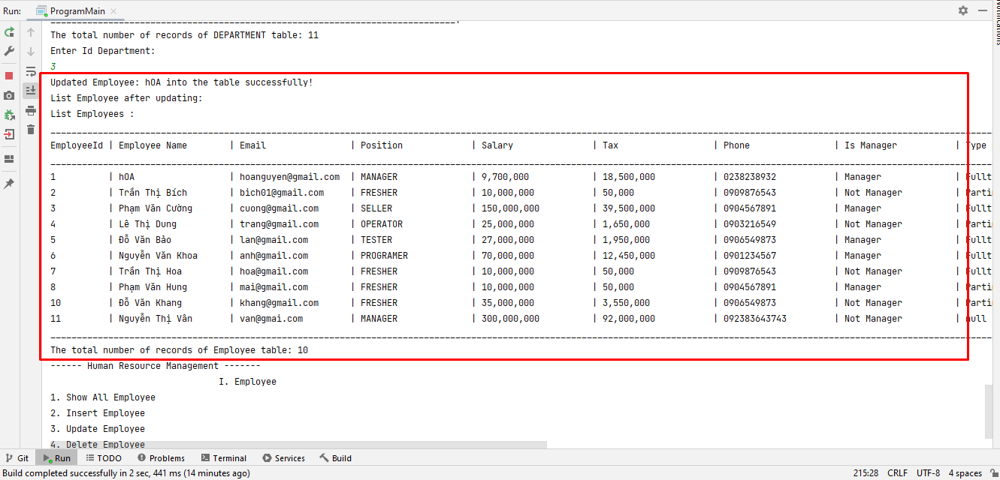 Run: ProgramMain
The total number of records of DEPARTMENT table: 11
Enter Id Department:
3
Updated Employee: hOA into the table successfully!
List Employee after updating:
List Employees :
EmployeeId | Employee Name | Email | Position | Salary | Tax | Phone | Is Manager | Type
1 | hOA | hoanguyen@gmail.com | MANAGER | 9,700,000 | 18,500,000 | 0238238932 | Manager | Fullt
2 | Trần Thị Bích | bich01@gmail.com | FRESHER | 10,000,000 | 50,000 | 0909876543 | Not Manager | Parti
3 | Phạm Văn Cường | cuong@gmail.com | SELLER | 150,000,000 | 39,500,000 | 0904567891 | Manager | Fullt
4 | Lê Thị Dung | trang@gmail.com | OPERATOR | 25,000,000 | 1,650,000 | 0903216549 | Not Manager | Parti
5 | Đỗ Văn Bảo | lan@gmail.com | TESTER | 27,000,000 | 1,950,000 | 0906549873 | Manager | Fullt
6 | Nguyễn Văn Khoa | anh@gmail.com | PROGRAMER | 70,000,000 | 12,450,000 | 0901234567 | Manager | Fullt
7 | Trần Thị Hoa | hoa@gmail.com | FRESHER | 10,000,000 | 50,000 | 0909876543 | Not Manager | Fullt
8 | Phạm Văn Hung | mai@gmail.com | FRESHER | 10,000,000 | 50,000 | 0904567891 | Manager | Parti
10 | Đỗ Văn Khang | khang@gmail.com | FRESHER | 35,000,000 | 3,550,000 | 0906549873 | Not Manager | Parti
11 | Nguyễn Thị Vân | van@gmai.com | MANAGER | 300,000,000 | 92,000,000 | 092383643743 | Not Manager | null
The total number of records of Employee table: 10
------ Human Resource Management -------
I. Employee
1. Show All Employee
2. Insert Employee
3. Update Employee
4. Delete Employee
Git Run TODO Problems Terminal Services Build
Build completed successfully in 2 sec, 441 ms (14 minutes ago) 215:28 CRLF UTF-8 4 spaces
Notifications